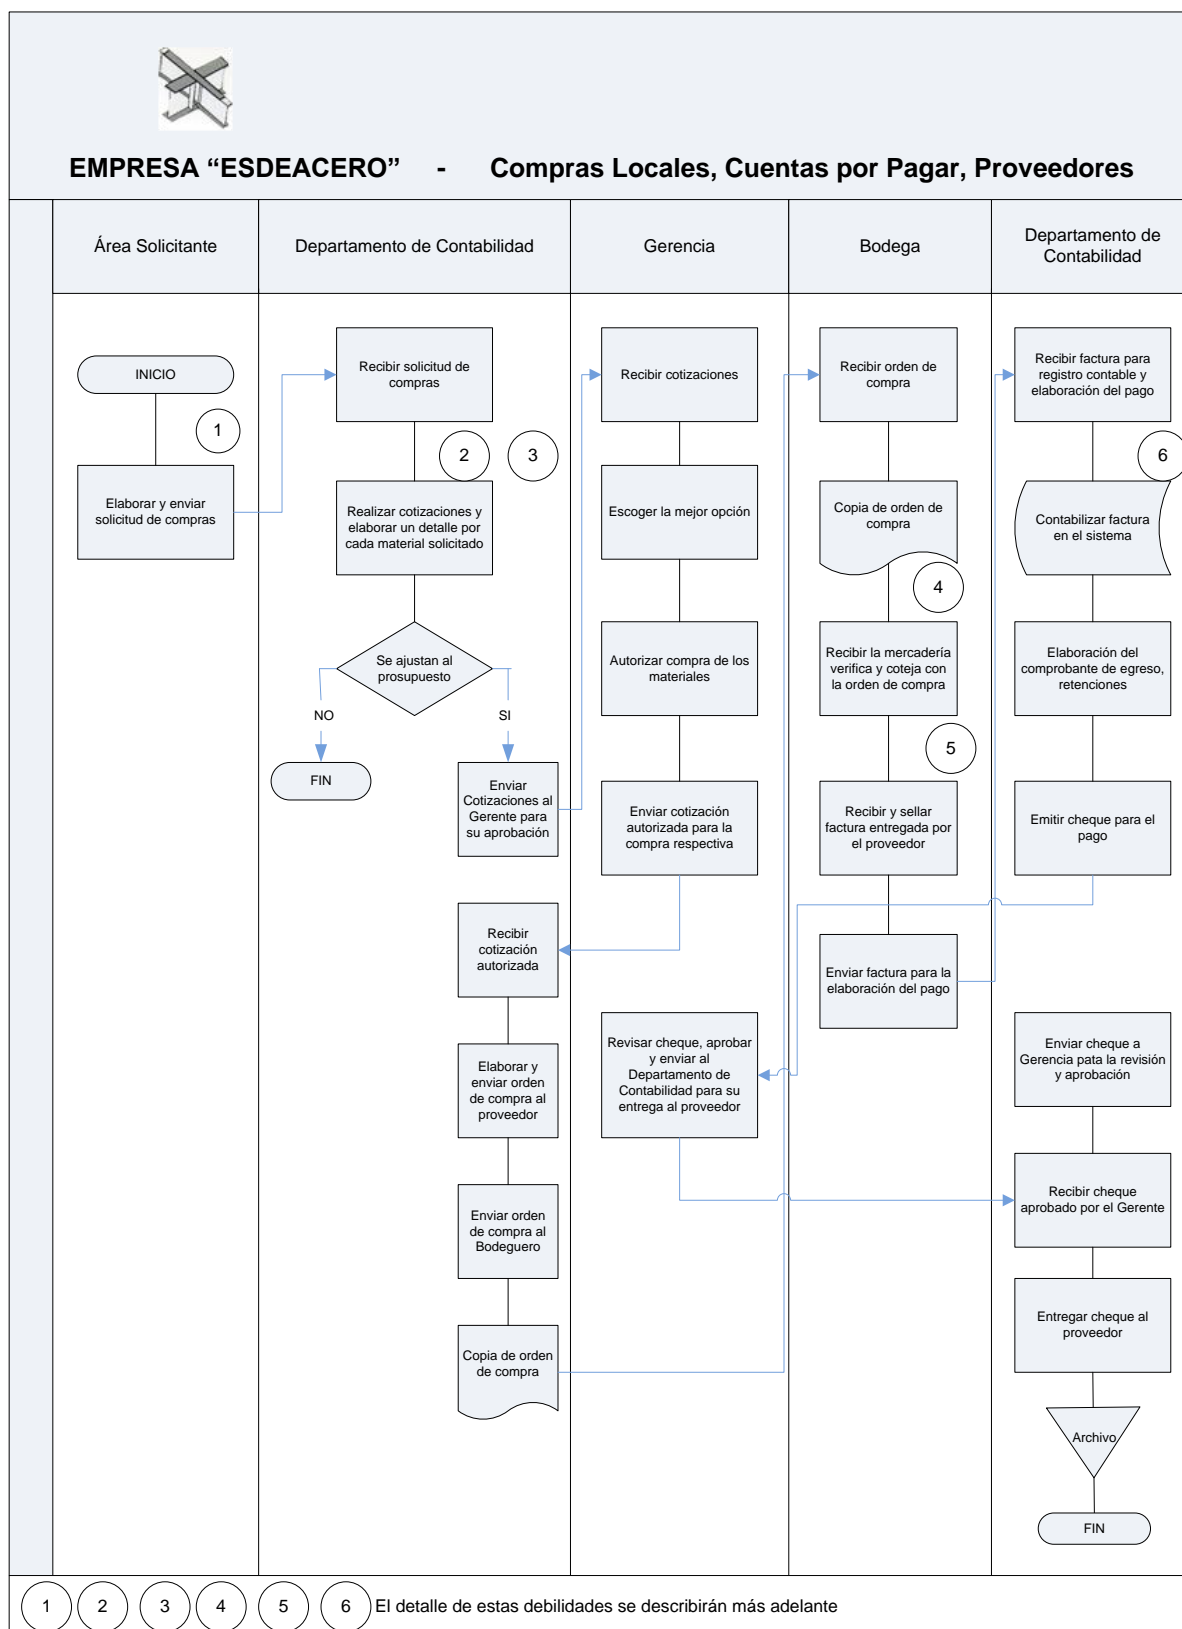 EMPRESA “ESDEACERO” - Compras Locales, Cuentas por Pagar, Proveedores
Área Solicitante
Departamento de Contabilidad
Gerencia
Bodega
Departamento de
Contabilidad
INICIO
1
Elaborar y enviar
solicitud de compras
Recibir solicitud de
compras
2
3
Realizar cotizaciones y
elaborar un detalle por
cada material solicitado
Se ajustan al
prosupuesto
NO
SI
FIN
Enviar
Cotizaciones al
Gerente para
su aprobación
Recibir
cotización
autorizada
Elaborar y
enviar orden
de compra al
proveedor
Enviar orden
de compra al
Bodeguero
Copia de orden
de compra
Recibir cotizaciones
Escoger la mejor opción
Autorizar compra de los
materiales
Enviar cotización
autorizada para la
compra respectiva
Revisar cheque, aprobar
y enviar al
Departamento de
Contabilidad para su
entrega al proveedor
Recibir orden de
compra
Copia de orden de
compra
4
Recibir la mercadería
verifica y coteja con
la orden de compra
5
Recibir y sellar
factura entregada por
el proveedor
Enviar factura para la
elaboración del pago
Recibir factura para
registro contable y
elaboración del pago
6
Contabilizar factura
en el sistema
Elaboración del
comprobante de egreso,
retenciones
Emitir cheque para el
pago
Enviar cheque a
Gerencia pata la revisión
y aprobación
Recibir cheque
aprobado por el Gerente
Entregar cheque al
proveedor
Archivo
FIN
1 2 3 4 5 6 El detalle de estas debilidades se describirán más adelante